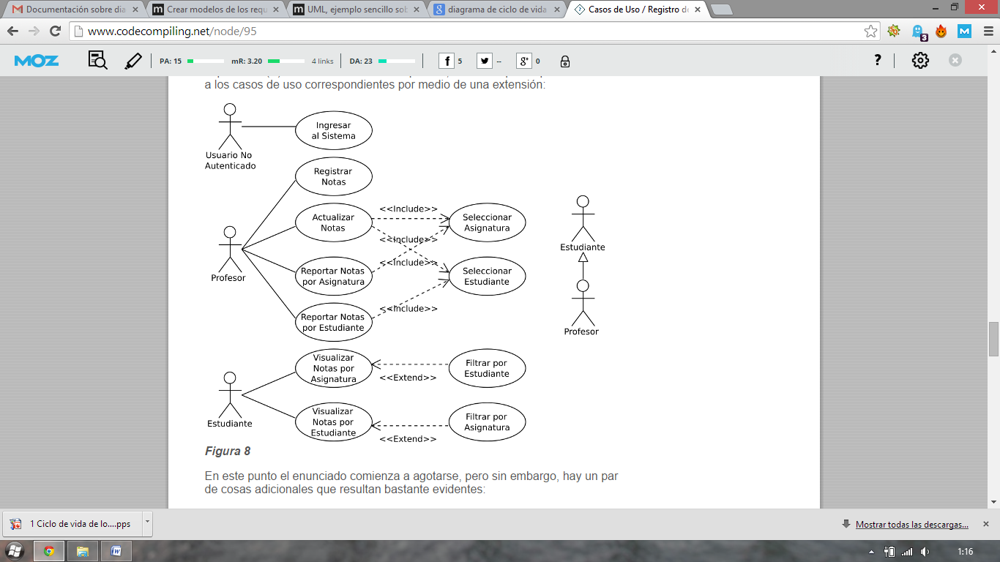 Documentación sobre dia
Crear modelos de los requ
UML, ejemplo sencillo sob
diagrama de ciclo de vida
Casos de Uso / Registro de
www.codecompiling.net/node/95
3
M
MOZ
PA: 15
mR: 3.20
4 links
DA: 23
5
--
0
?
a los casos de uso correspondientes por medio de una extensión:
Usuario No
Autenticado
Ingresar
al Sistema
Registrar
Notas
Actualizar
Notas
<<Include>>
Seleccionar
Asignatura
<<Include>>
Profesor
Reportar Notas
por Asignatura
<<Include>>
Seleccionar
Estudiante
Reportar Notas
por Estudiante
<<Include>>
Estudiante
Profesor
Estudiante
Visualizar
Notas por
Asignatura
<<Extend>>
Filtrar por
Estudiante
Visualizar
Notas por
Estudiante
<<Extend>>
Filtrar por
Asignatura
Figura 8
En este punto el enunciado comienza a agotarse, pero sin embargo, hay un par
de cosas adicionales que resultan bastante evidentes:
1 Ciclo de vida de lo....pps
Mostrar todas las descargas...
1:16